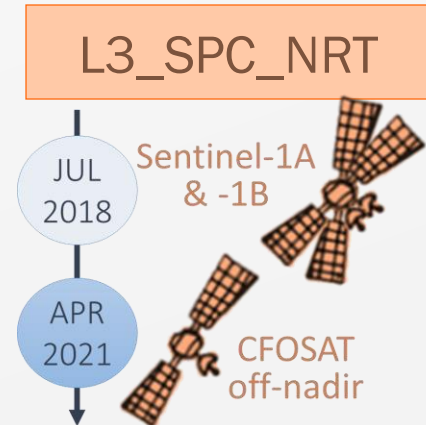 L3_SPC_NRT
JUL
2018
Sentinel-1A
& -1B
APR
2021
CFOSAT
off-nadir